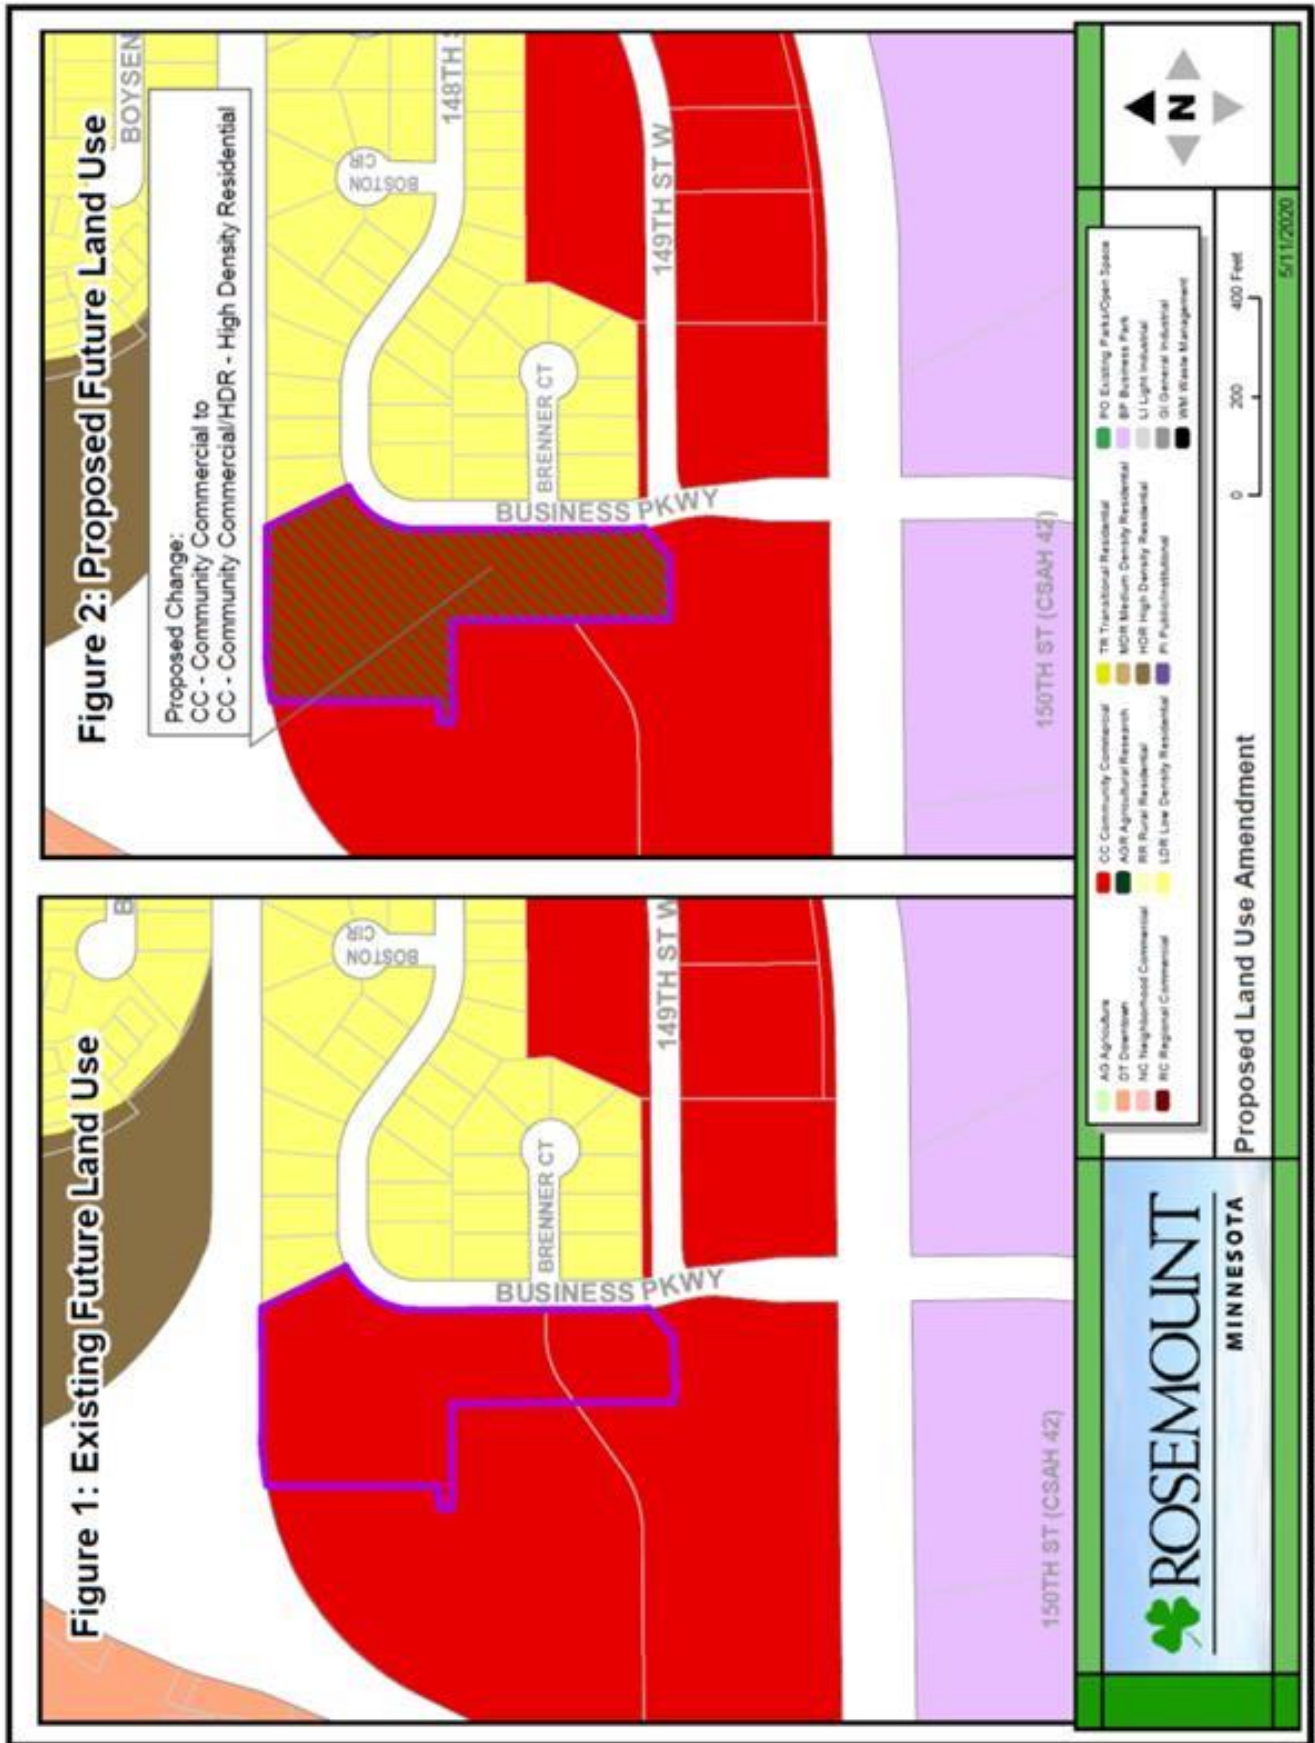 Figure 1: Existing Future Land Use
B
BOSTON
CIR
BRENNER CT
149TH ST W
BUSINESS PKWY
150TH ST (CSAH 42)
Figure 2: Proposed Future Land Use
BOYSEN
Proposed Change:
CC - Community Commercial to
CC - Community Commercial/HDR - High Density Residential
148TH
BOSTON
CIR
BRENNER CT
149TH ST W
BUSINESS PKWY
150TH ST (CSAH 42)
ROSEMOUNT
MINNESOTA
AG Agriculture
DT Downtown
NC Neighborhood Commercial
RC Regional Commercial
CC Community Commercial
AGR Agricultural Research
RR Rural Residential
LDR Low Density Residential
TR Transitional Residential
MDR Medium Density Residential
HDR High Density Residential
PI Public/Institutional
PO Existing Parks/Open Space
BP Business Park
LI Light Industrial
GI General Industrial
WM Waste Management
Proposed Land Use Amendment
0 200 400 Feet
N
5/11/2020